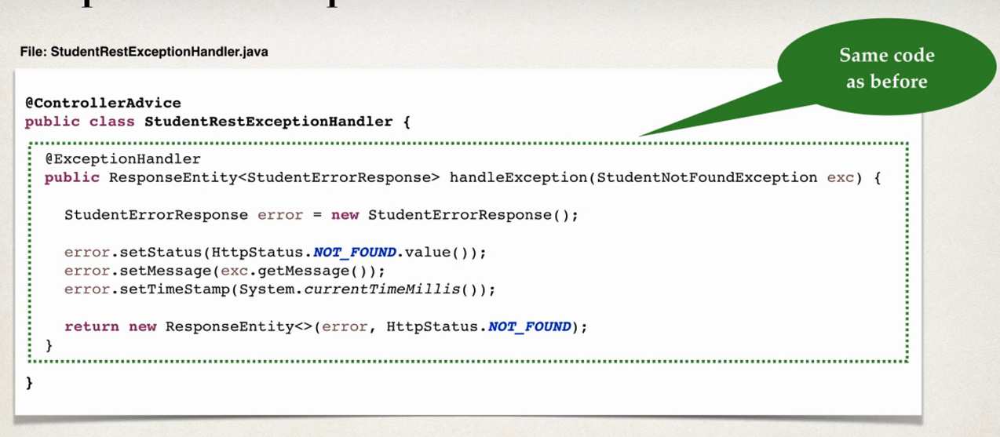 File: StudentRestExceptionHandler.java
Same code
as before
@ControllerAdvice
public class StudentRestExceptionHandler {
@ExceptionHandler
public ResponseEntity<StudentErrorResponse> handleException(StudentNotFoundException exc) {
StudentErrorResponse error = new StudentErrorResponse();
error.setStatus(HttpStatus.NOT_FOUND.value());
error.setMessage(exc.getMessage());
error.setTimeStamp(System.currentTimeMillis());
return new ResponseEntity<>(error, HttpStatus.NOT_FOUND);
}
}